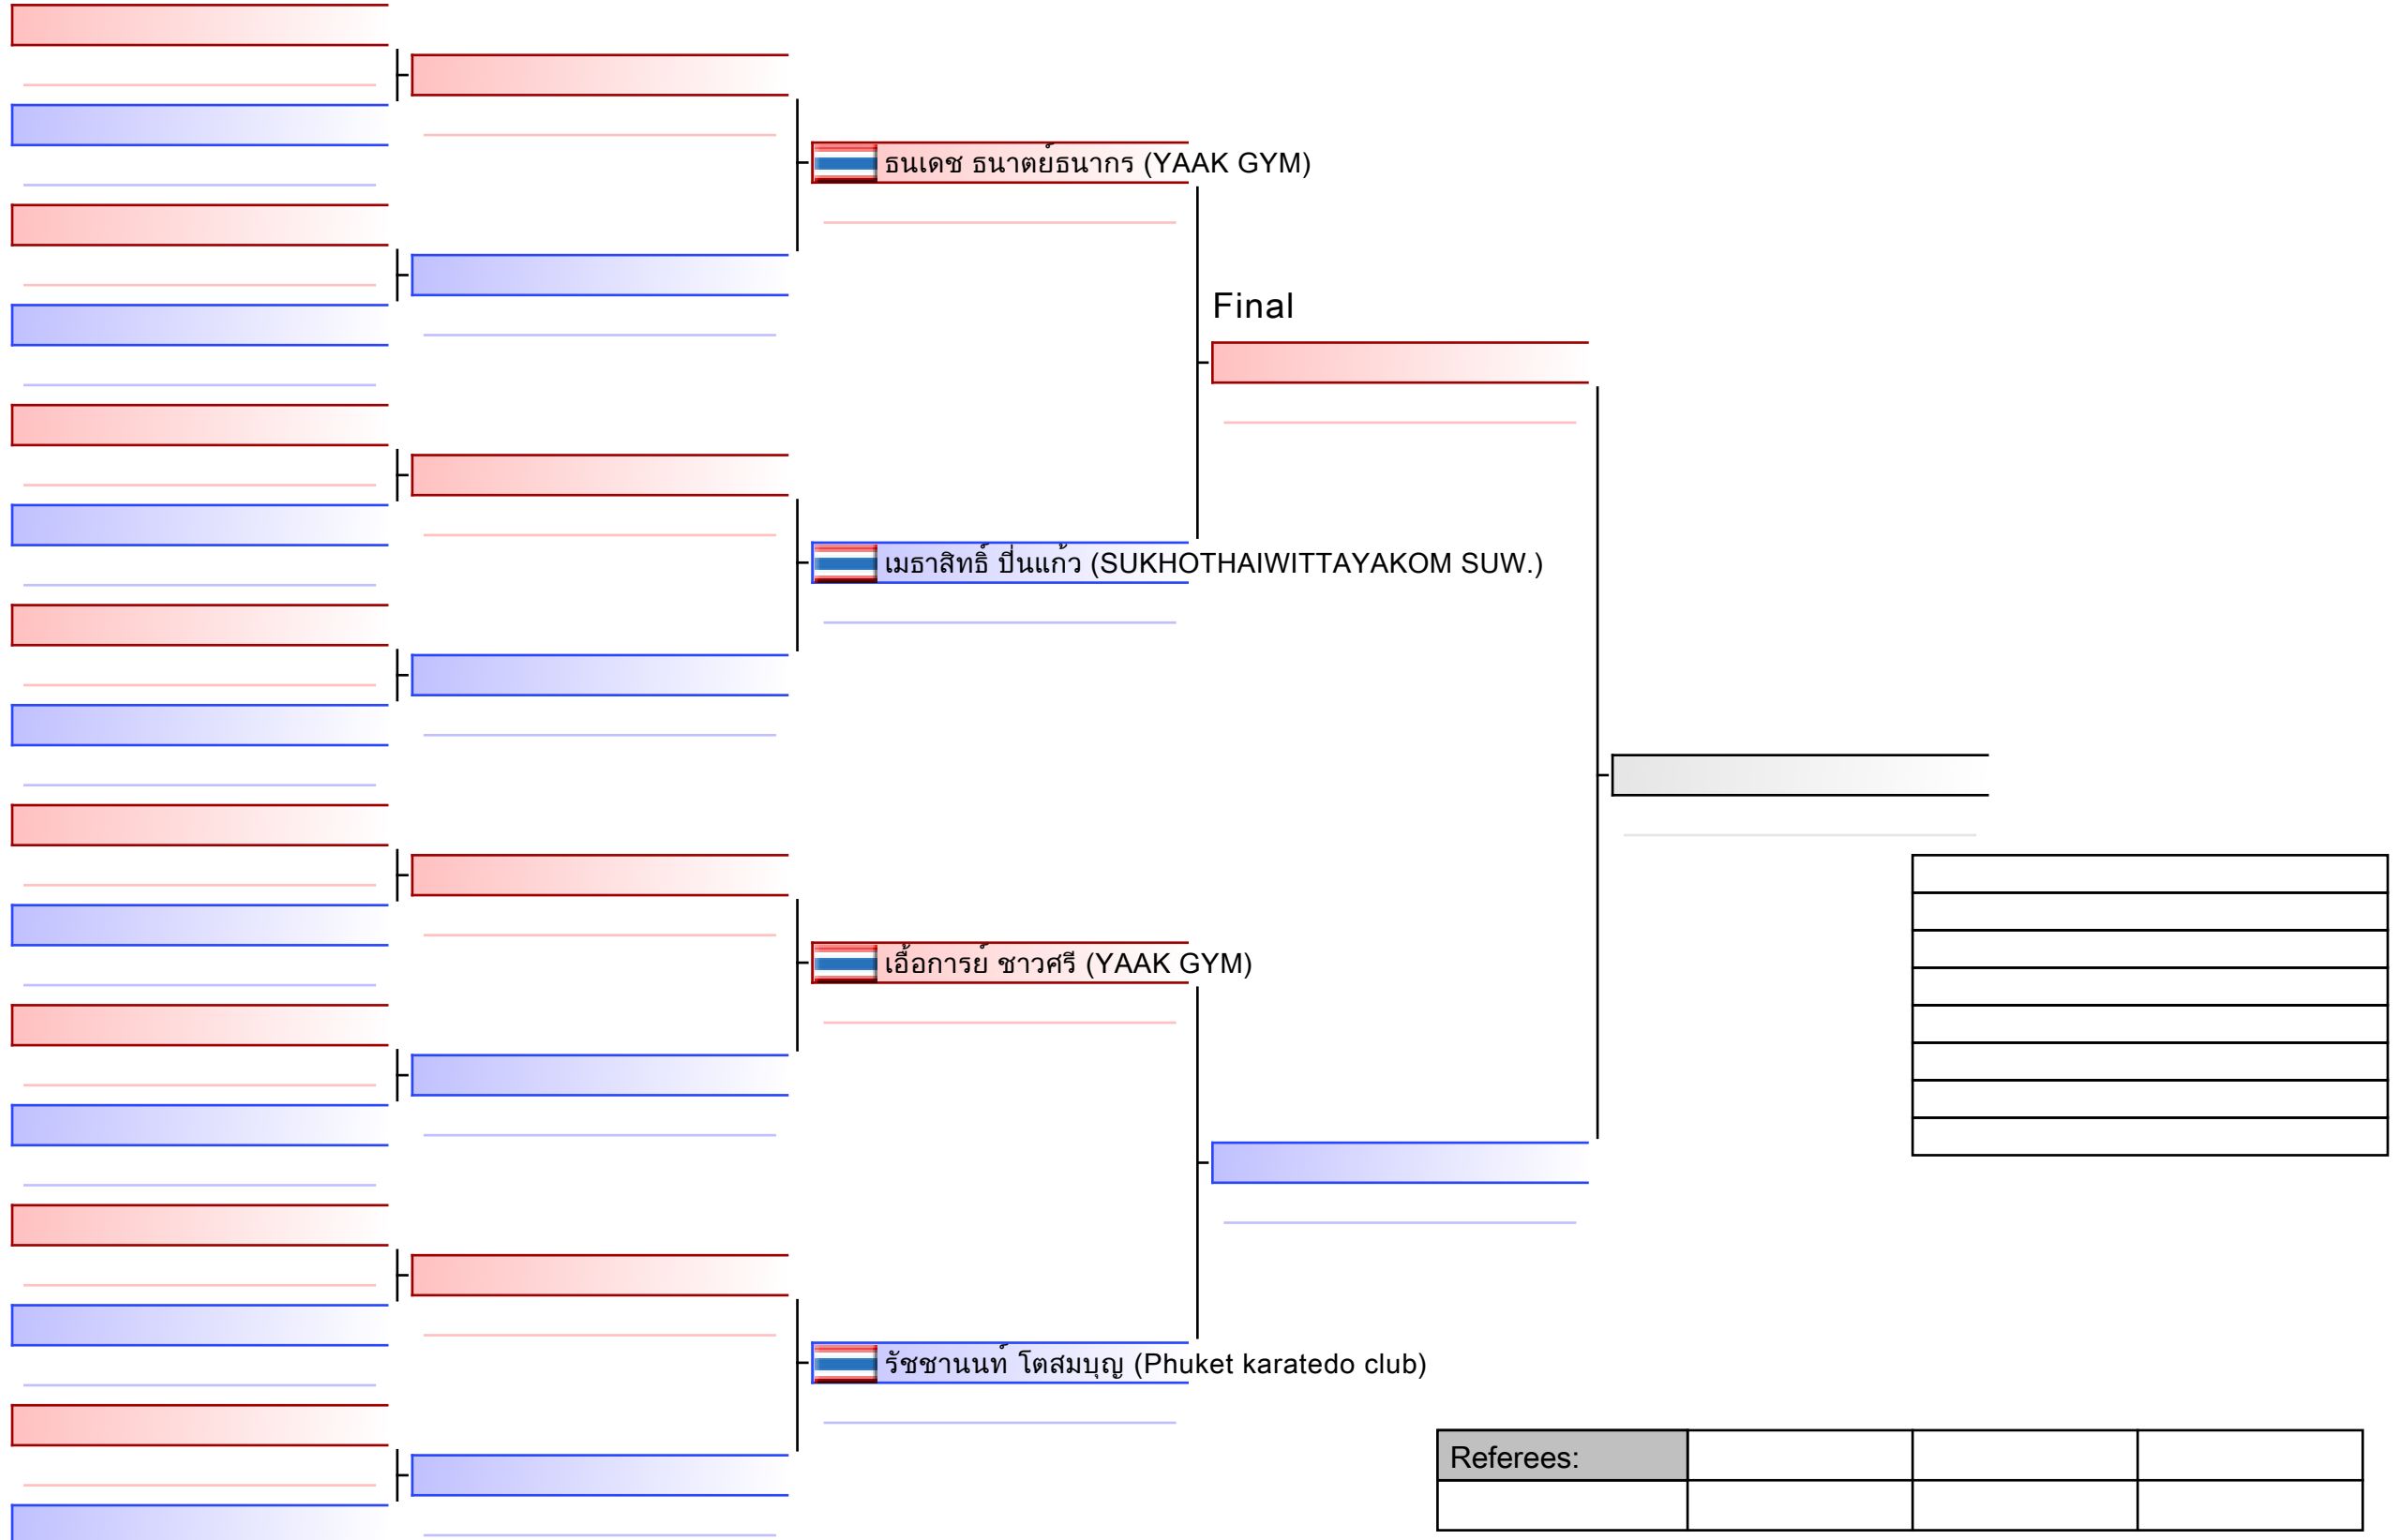 ธนเดช ธนาตย์ธนากร (YAAK GYM)
Final
เมธาสิทธิ์ ปิ่นแก้ว (SUKHOTHAIWITTAYAKOM SUW.)
เอื้อการย์ ชาวศรี (YAAK GYM)
รัชชานนท์ โตสมบุญ (Phuket karatedo club)
Referees: